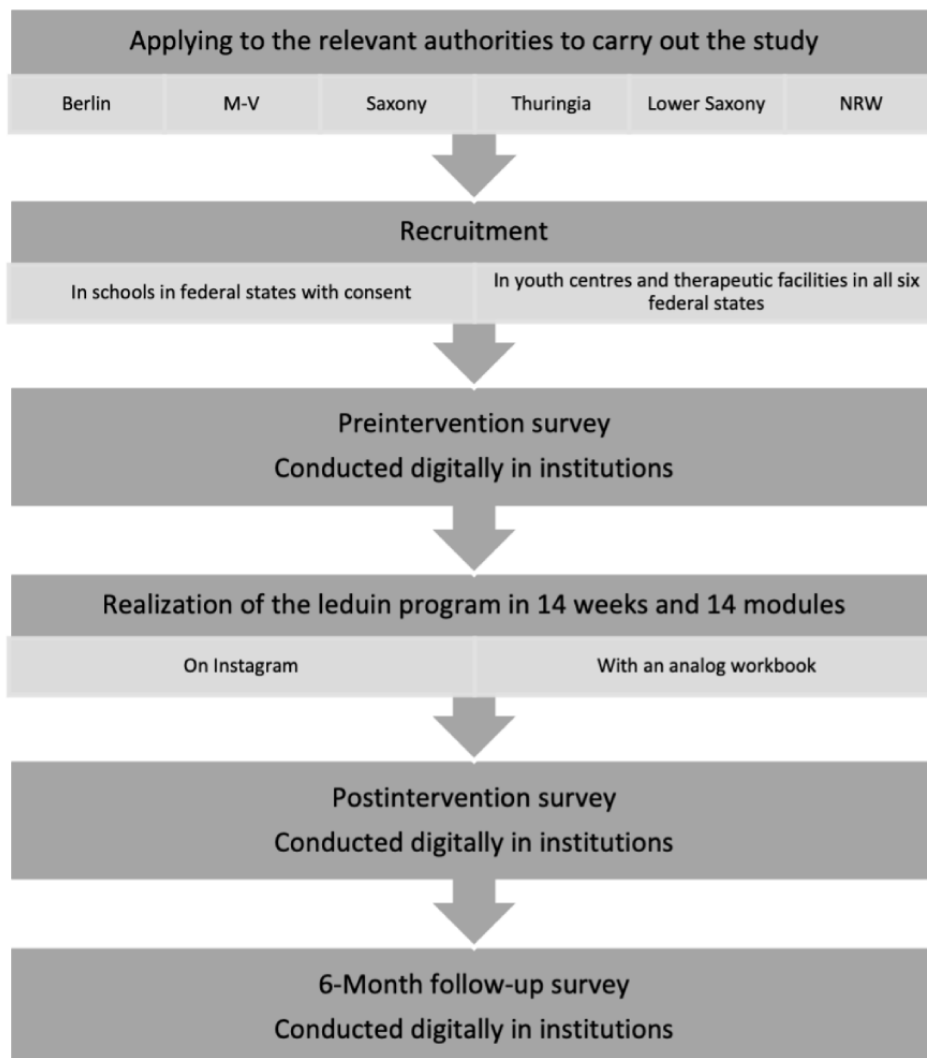 Applying to the relevant authorities to carry out the study
Berlin
M-V
Saxony
Thuringia
Lower Saxony
NRW
Recruitment
In schools in federal states with consent
In youth centres and therapeutic facilities in all six
federal states
Preintervention survey
Conducted digitally in institutions
Realization of the leduin program in 14 weeks and 14 modules
On Instagram
With an analog workbook
Postintervention survey
Conducted digitally in institutions
6-Month follow-up survey
Conducted digitally in institutions